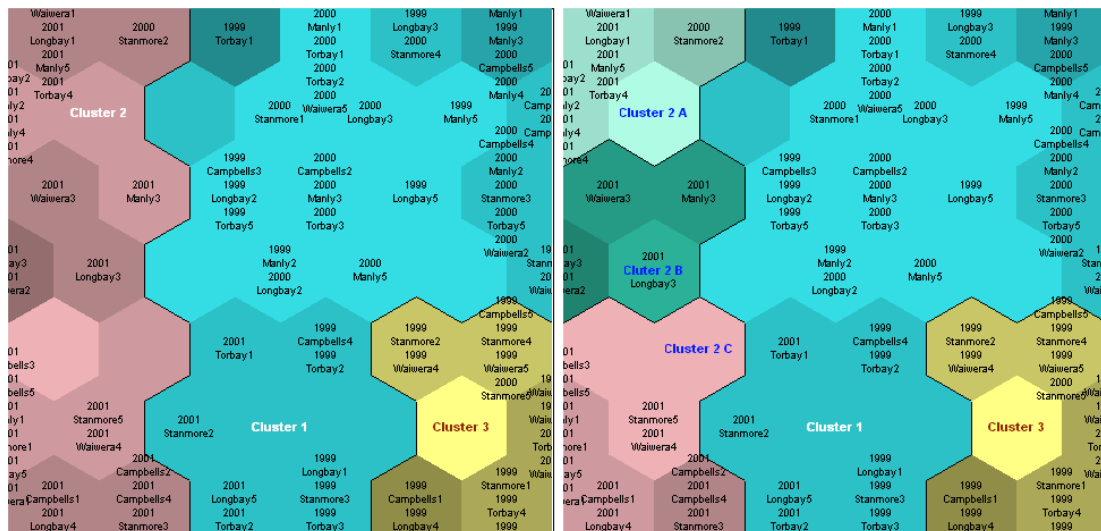 Waiwera1
2001
Longbay1
2001
Manly5
2001
Torbay4
2000
Stanmore2
1999
Torbay1
2000
Manly1
2000
Torbay1
2000
Torbay2
2000
Waiwera5
1999
Longbay3
2000
Stanmore4
Manly1
1999
Manly3
2000
Campbells5
2000
Manly4
Cluster 2
2000
Stanmore1
2000
Longbay3
1999
Manly5
2000
Campbells4
2001
Waiwera3
2001
Manly3
1999
Campbells3
1999
Longbay2
1999
Torbay5
2000
Campbells2
2000
Manly3
2000
Torbay3
1999
Longbay5
2000
Stanmore3
2000
Torbay5
2000
Waiwera2
2001
Longbay3
1999
Manly2
2000
Longbay2
2000
Manly5
2001
Torbay1
1999
Campbells4
1999
Torbay2
1999
Stanmore2
1999
Waiwera4
1999
Campbells5
1999
Stanmore4
1999
Waiwera5
2000
Stanmore5
2001
Stanmore5
2001
Waiwera4
2001
Stanmore2
Cluster 1
Cluster 3
2001
Campbells1
2001
Longbay4
2001
Campbells2
2001
Campbells4
2001
Stanmore3
2001
Longbay5
2001
Torbay2
1999
Longbay1
1999
Stanmore3
1999
Torbay3
1999
Campbells1
1999
Longbay4
1999
Stanmore1
1999
Torbay4
1999
Waiwera1
2001
Longbay1
2001
Manly5
2001
Torbay4
2000
Stanmore2
1999
Torbay1
2000
Manly1
2000
Torbay1
2000
Torbay2
2000
Waiwera5
1999
Longbay3
2000
Stanmore4
Manly1
1999
Manly3
2000
Campbells5
2000
Manly4
Cluster 2 A
2000
Stanmore1
2000
Longbay3
1999
Manly5
2000
Campbells4
2001
Waiwera3
2001
Manly3
1999
Campbells3
1999
Longbay2
1999
Torbay5
2000
Campbells2
2000
Manly3
2000
Torbay3
1999
Longbay5
2000
Stanmore3
2000
Torbay5
2000
Waiwera2
2001
Cluter 2 B
Longbay3
1999
Manly2
2000
Longbay2
2000
Manly5
Cluster 2 C
2001
Torbay1
1999
Campbells4
1999
Torbay2
1999
Stanmore2
1999
Waiwera4
1999
Campbells5
1999
Stanmore4
1999
Waiwera5
2000
Stanmore5
2001
Stanmore5
2001
Waiwera4
2001
Stanmore2
Cluster 1
Cluster 3
2001
Campbells1
2001
Longbay4
2001
Campbells2
2001
Campbells4
2001
Stanmore3
2001
Longbay5
2001
Torbay2
1999
Longbay1
1999
Stanmore3
1999
Torbay3
1999
Campbells1
1999
Longbay4
1999
Stanmore1
1999
Torbay4
1999